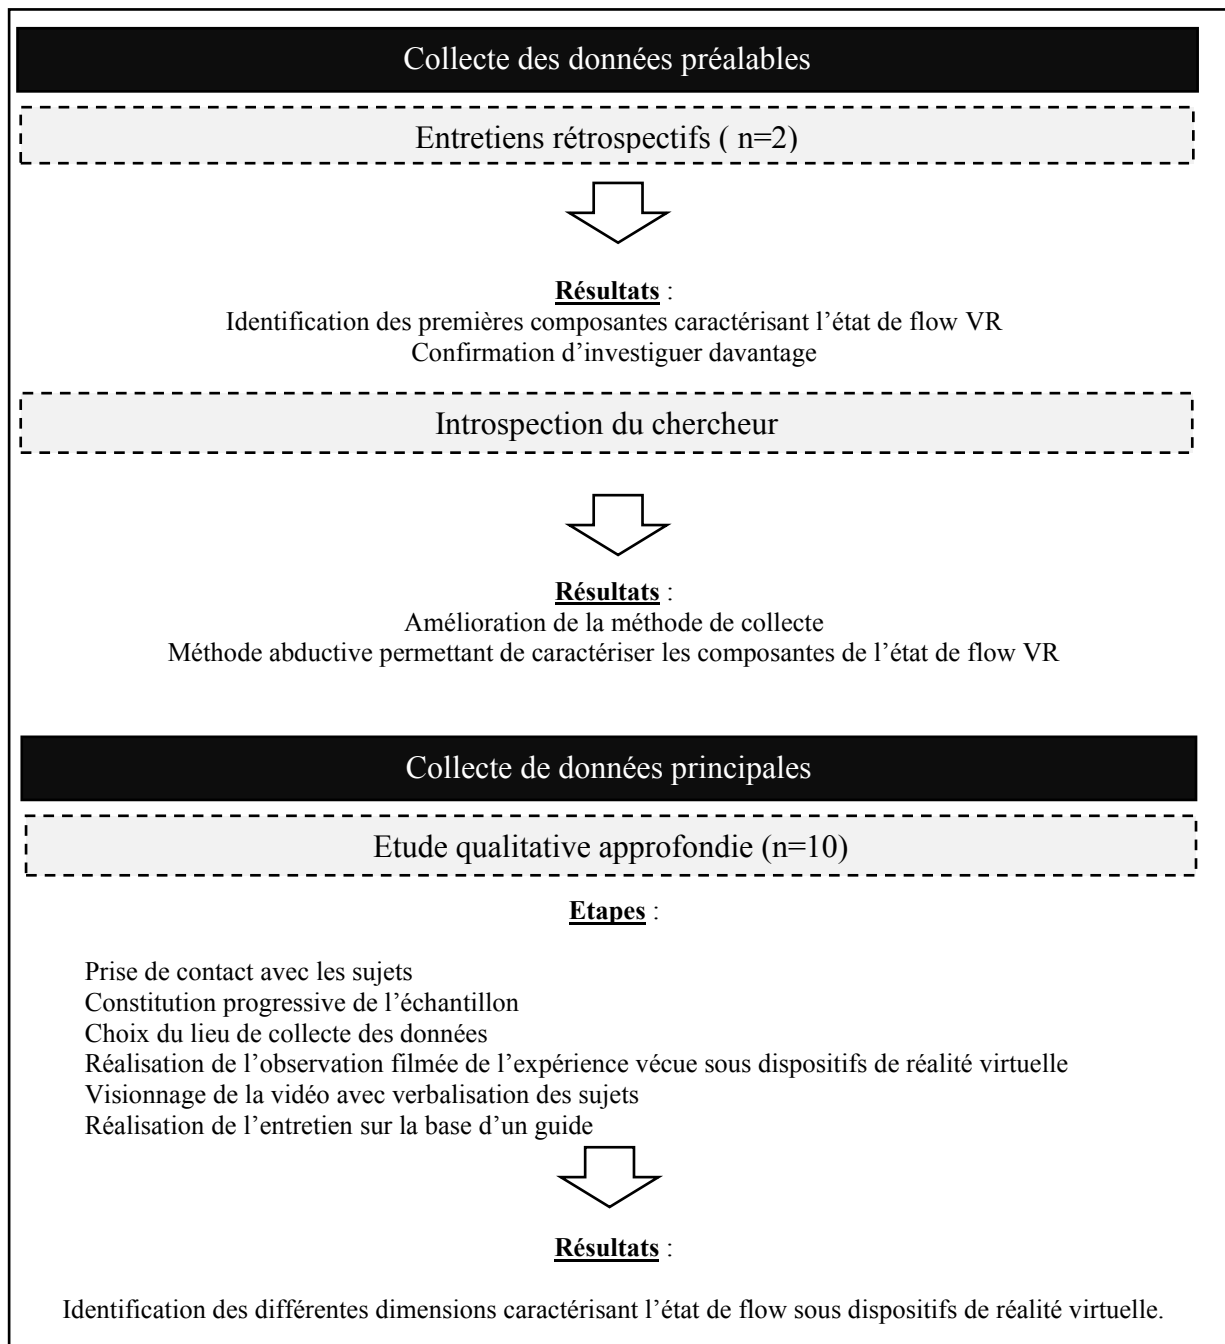 Collecte des données préalables
Entretiens rétrospectifs ( n=2)
Résultats :
Identification des premières composantes caractérisant l’état de flow VR
Confirmation d’investiguer davantage
Introspection du chercheur
Résultats :
Amélioration de la méthode de collecte
Méthode abductive permettant de caractériser les composantes de l’état de flow VR
Collecte de données principales
Etude qualitative approfondie (n=10)
Etapes :
Prise de contact avec les sujets
Constitution progressive de l’échantillon
Choix du lieu de collecte des données
Réalisation de l’observation filmée de l’expérience vécue sous dispositifs de réalité virtuelle
Visionnage de la vidéo avec verbalisation des sujets
Réalisation de l’entretien sur la base d’un guide
Résultats :
Identification des différentes dimensions caractérisant l’état de flow sous dispositifs de réalité virtuelle.